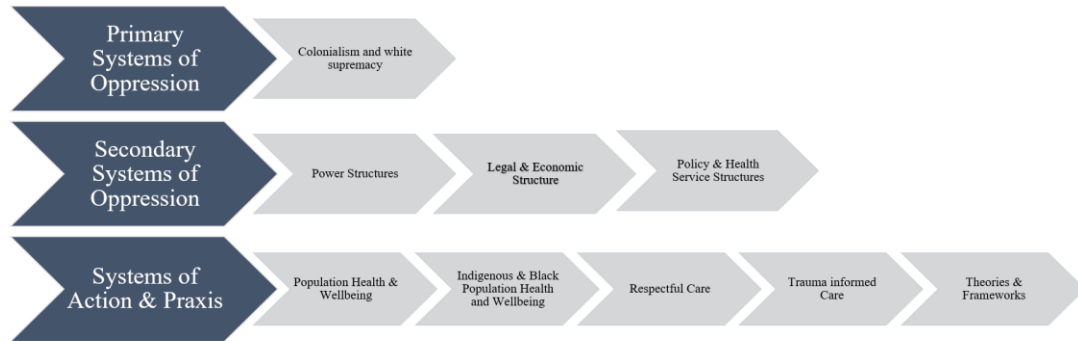 Primary
Systems of
Oppression
Colonialism and white
supremacy
Secondary
Systems of
Oppression
Power Structures
Legal & Economic
Structure
Policy & Health
Service Structures
Systems of
Action & Praxis
Population Health &
Wellbeing
Indigenous & Black
Population Health
and Wellbeing
Respectful Care
Trauma informed
Care
Theories &
Frameworks